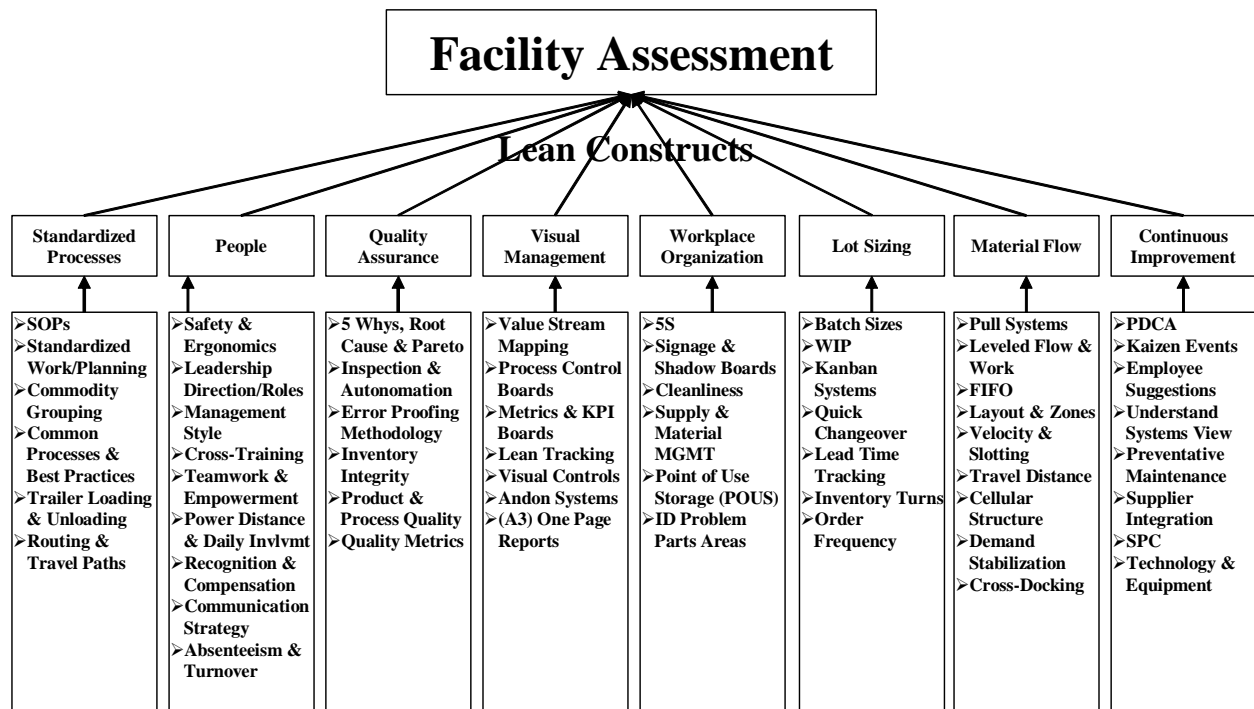 Facility Assessment
Lean Constructs
Standardized
Processes
People
Quality
Assurance
Visual
Management
Workplace
Organization
Lot Sizing
Material Flow
Continuous
Improvement
➢SOPs
➢Standardized
Work/Planning
➢Commodity
Grouping
➢Common
Processes &
Best Practices
➢Trailer Loading
& Unloading
➢Routing &
Travel Paths
➢Safety &
Ergonomics
➢Leadership
Direction/Roles
➢Management
Style
➢Cross-Training
➢Teamwork &
Empowerment
➢Power Distance
& Daily Invlvmt
➢Recognition &
Compensation
➢Communication
Strategy
➢Absenteeism &
Turnover
➢5 Whys, Root
Cause & Pareto
➢Inspection &
Autonomation
➢Error Proofing
Methodology
➢Inventory
Integrity
➢Product &
Process Quality
➢Quality Metrics
➢Value Stream
Mapping
➢Process Control
Boards
➢Metrics & KPI
Boards
➢Lean Tracking
➢Visual Controls
➢Andon Systems
➢(A3) One Page
Reports
➢5S
➢Signage &
Shadow Boards
➢Cleanliness
➢Supply &
Material
MGMT
➢Point of Use
Storage (POUS)
➢ID Problem
Parts Areas
➢Batch Sizes
➢WIP
➢Kanban
Systems
➢Quick
Changeover
➢Lead Time
Tracking
➢Inventory Turns
➢Order
Frequency
➢Pull Systems
➢Leveled Flow &
Work
➢FIFO
➢Layout & Zones
➢Velocity &
Slotting
➢Travel Distance
➢Cellular
Structure
➢Demand
Stabilization
➢Cross-Docking
➢PDCA
➢Kaizen Events
➢Employee
Suggestions
➢Understand
Systems View
➢Preventative
Maintenance
➢Supplier
Integration
➢SPC
➢Technology &
Equipment